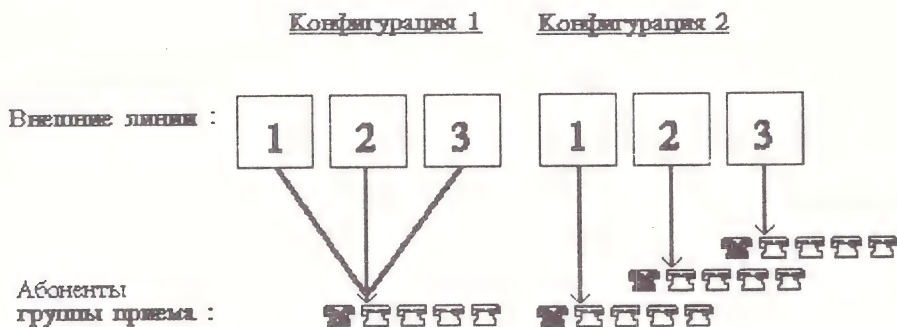 Конфигурация 1 Конфигурация 2
Внешние линии : 1 2 3 1 2 3
Абоненты
группы приема :